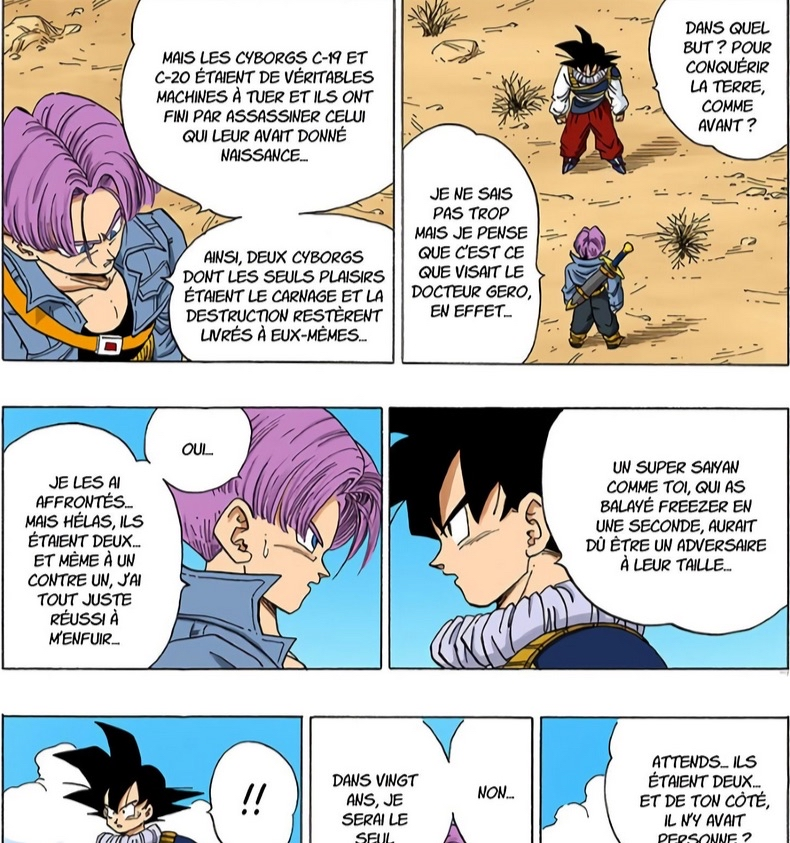 DANS QUEL
BUT ? POUR
CONQUÉRIR
LA TERRE,
COMME
AVANT ?
JE NE SAIS
PAS TROP
MAIS JE PENSE
QUE C'EST CE
QUE VISAIT LE
DOCTEUR GERO,
EN EFFET...
MAIS LES CYBORGS C-19 ET
C-20 ÉTAIENT DE VÉRITABLES
MACHINES À TUER ET ILS ONT
FINI PAR ASSASSINER CELUI
QUI LEUR AVAIT DONNÉ
NAISSANCE...
AINSI, DEUX CYBORGS
DONT LES SEULS PLAISIRS
ÉTAIENT LE CARNAGE ET LA
DESTRUCTION RESTÈRENT
LIVRÉS À EUX-MÊMES...
UN SUPER SAIYAN
COMME TOI, QUI AS
BALAYÉ FREEZER EN
UNE SECONDE, AURAIT
DÛ ÊTRE UN ADVERSAIRE
À LEUR TAILLE...
OUI...
JE LES AI
AFFRONTÉS...
MAIS HÉLAS, ILS
ÉTAIENT DEUX...
ET MÊME À UN
CONTRE UN, J'AI
TOUT JUSTE
RÉUSSI À
M'ENFUIR...
ATTENDS... ILS
ÉTAIENT DEUX...
ET DE TON CÔTÉ,
IL N'Y AVAIT
PERSONNE ?
NON...
DANS VINGT
ANS, JE
SERAI LE
SEUL
!!